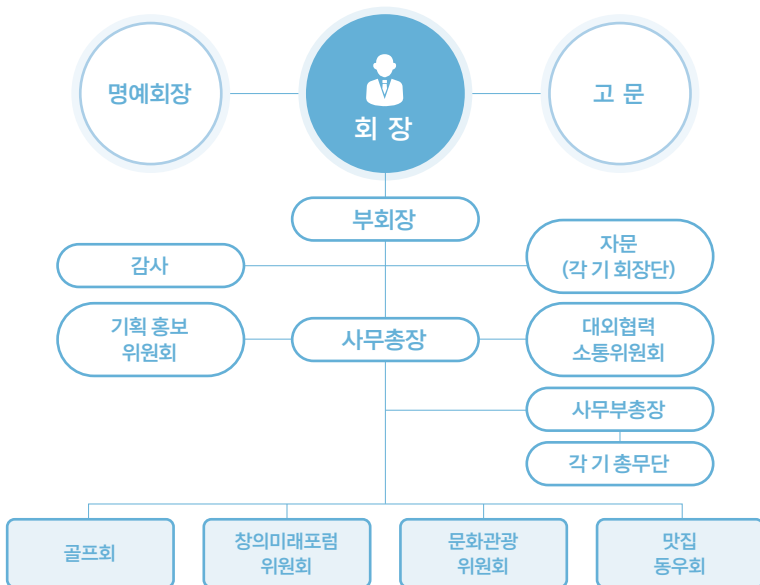 명예회장
회 장
고 문
부회장
감사
자문
(각 기 회장단)
기획 홍보
위원회
사무총장
대외협력
소통위원회
사무부총장
각 기 총무단
골프회
창의미래포럼
위원회
문화관광
위원회
맛집
동우회